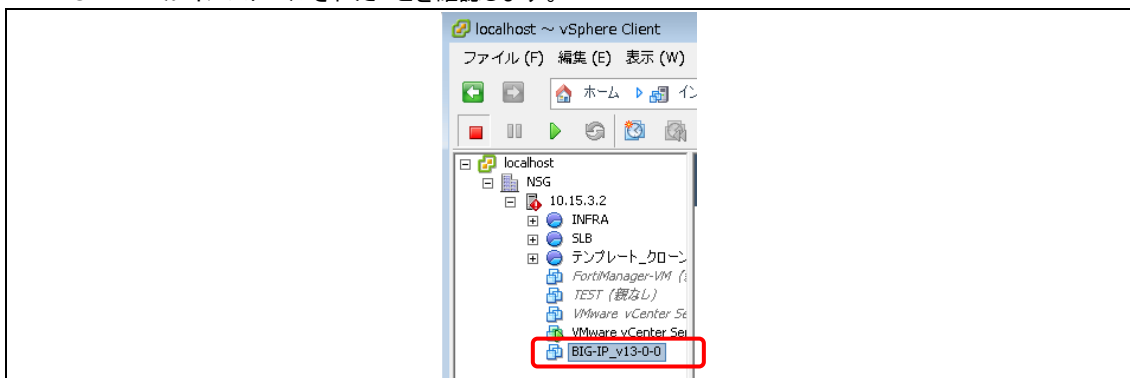 localhost ~ vSphere Client
ファイル (F) 編集 (E) 表示 (W)
ホーム
localhost
NSG
10.15.3.2
INFRA
SLB
テンプレート_クローン
FortiManager-VM
TEST (親なし)
VMware vCenter
VMware vCenter
BIG-IP_v13-0-0